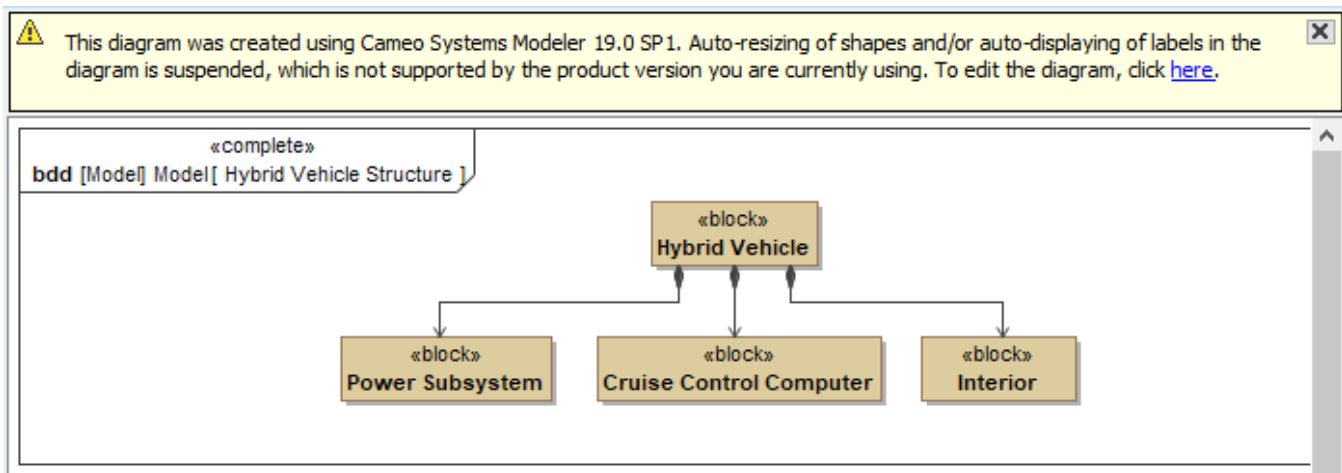 This diagram was created using Cameo Systems Modeler 19.0 SP1. Auto-resizing of shapes and/or auto-displaying of labels in the
diagram is suspended, which is not supported by the product version you are currently using. To edit the diagram, click here.
«complete»
bdd [Model] Model[ Hybrid Vehicle Structure ]
«block»
Hybrid Vehicle
«block»
Power Subsystem
«block»
Cruise Control Computer
«block»
Interior